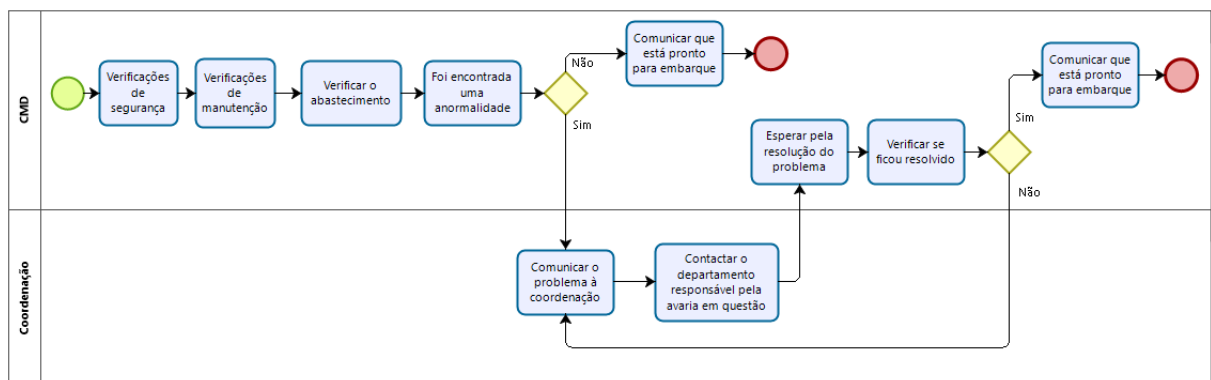 CMD
Verificações
de
segurança
Verificações
de
manutenção
Verificar o
abastecimento
Foi encontrada
uma
anormalidade
Não
Sim
Comunicar que
está pronto
para embarque
Esperar pela
resolução do
problema
Verificar se
ficou resolvido
Sim
Não
Comunicar que
está pronto
para embarque
Coordenação
Comunicar o
problema à
coordenação
Contactar o
departamento
responsável pela
avaria em questão